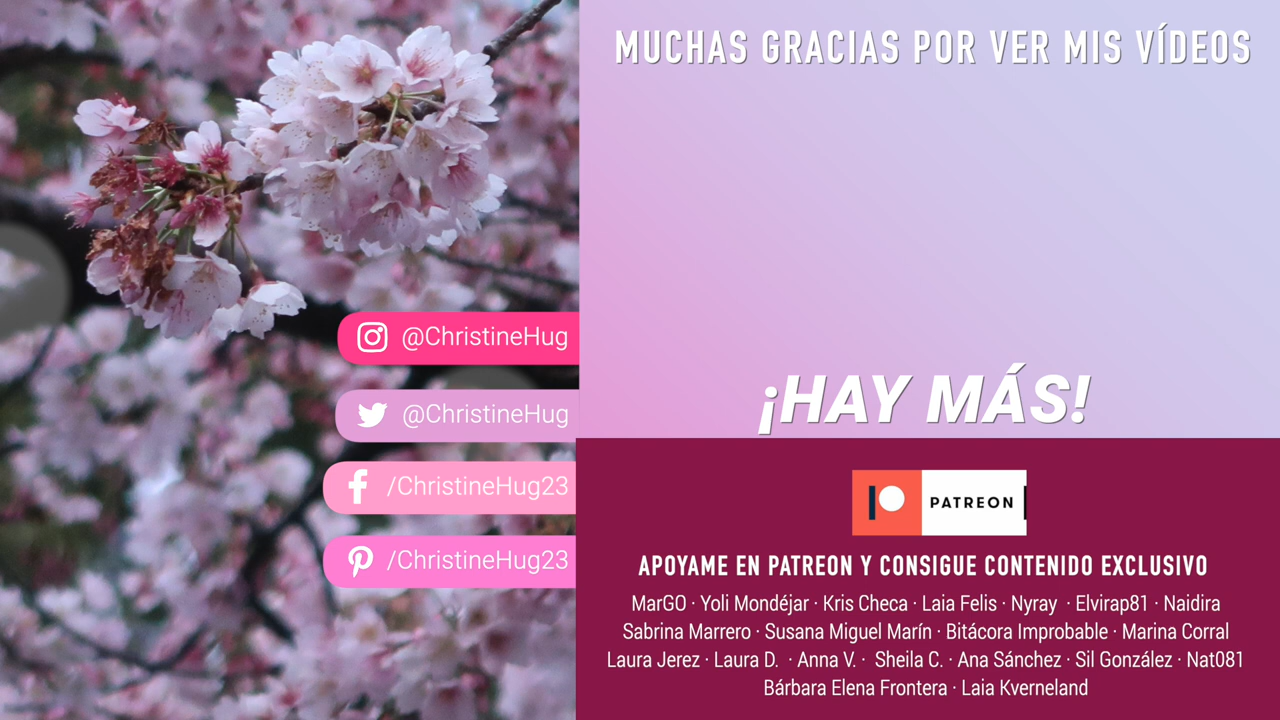 MUCHAS GRACIAS POR VER MIS VÍDEOS
@ChristineHug
@ChristineHug
/ChristineHug23
/ChristineHug23
¡HAY MÁS!
PATREON
APOYAME EN PATREON Y CONSIGUE CONTENIDO EXCLUSIVO
MarGO · Yoli Mondéjar · Kris Checa · Laia Felis · Nyray · Elvirap81 · Naidira
Sabrina Marrero · Susana Miguel Marín · Bitácora Improbable · Marina Corral
Laura Jerez · Laura D. · Anna V. · Sheila C. · Ana Sánchez · Sil González · Nat081
Bárbara Elena Frontera · Laia Kverneland